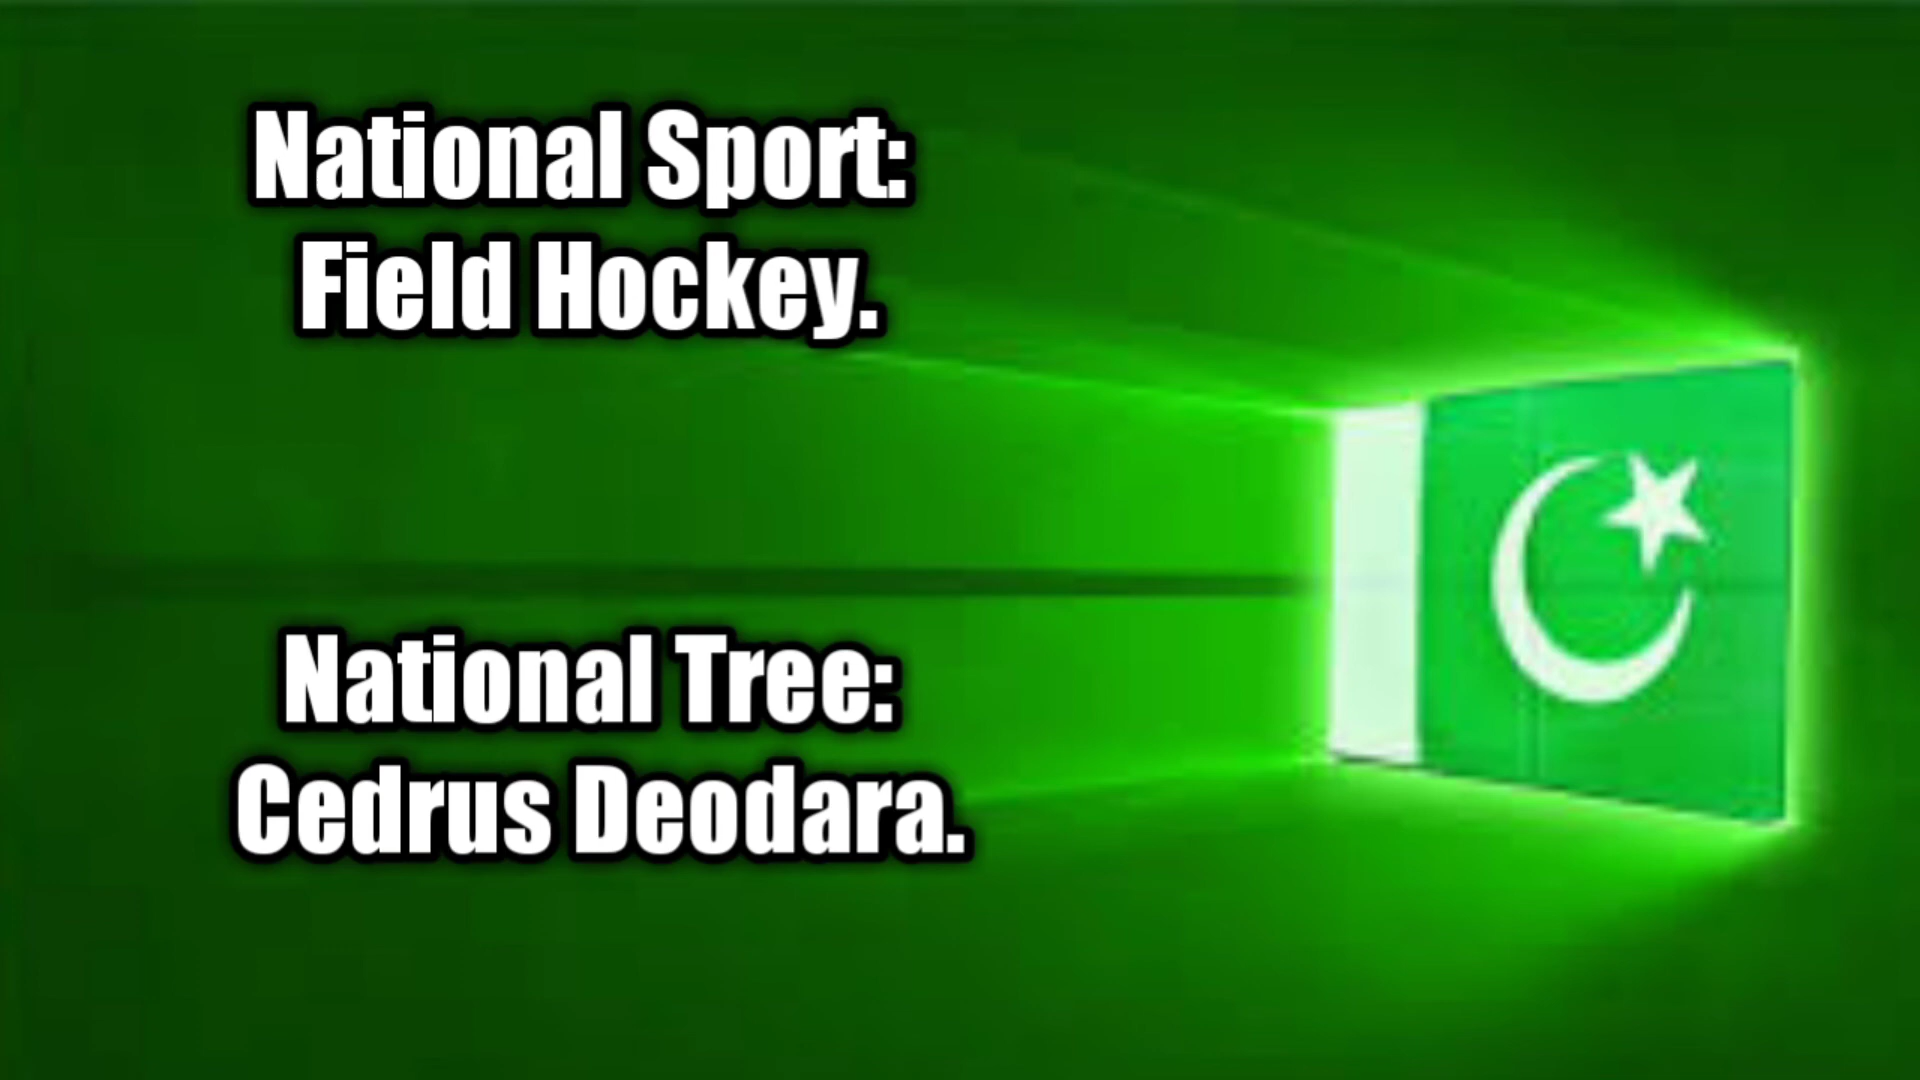 National Sport:
Field Hockey.
National Tree:
Cedrus Deodara.